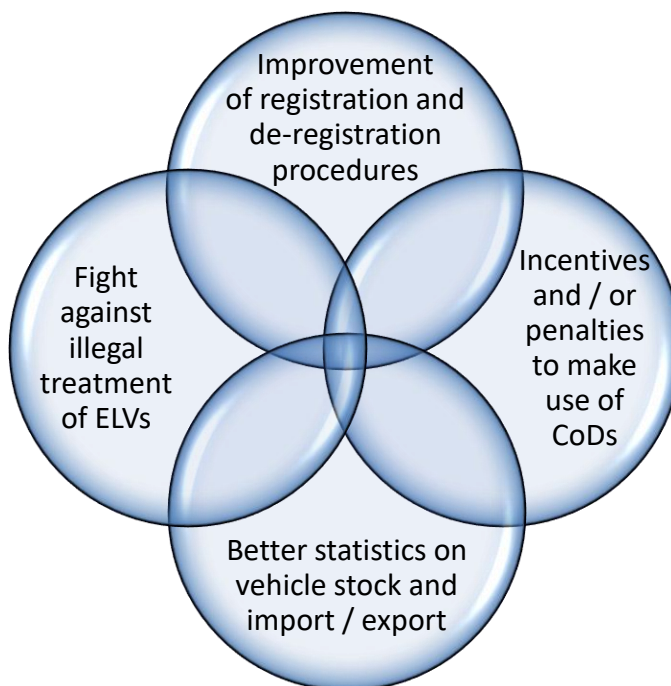 Improvement
of registration and
de-registration
procedures
Fight
against
illegal
treatment
of ELVs
Incentives
and / or
penalties
to make
use of
CoDs
Better statistics on
vehicle stock and
import / export